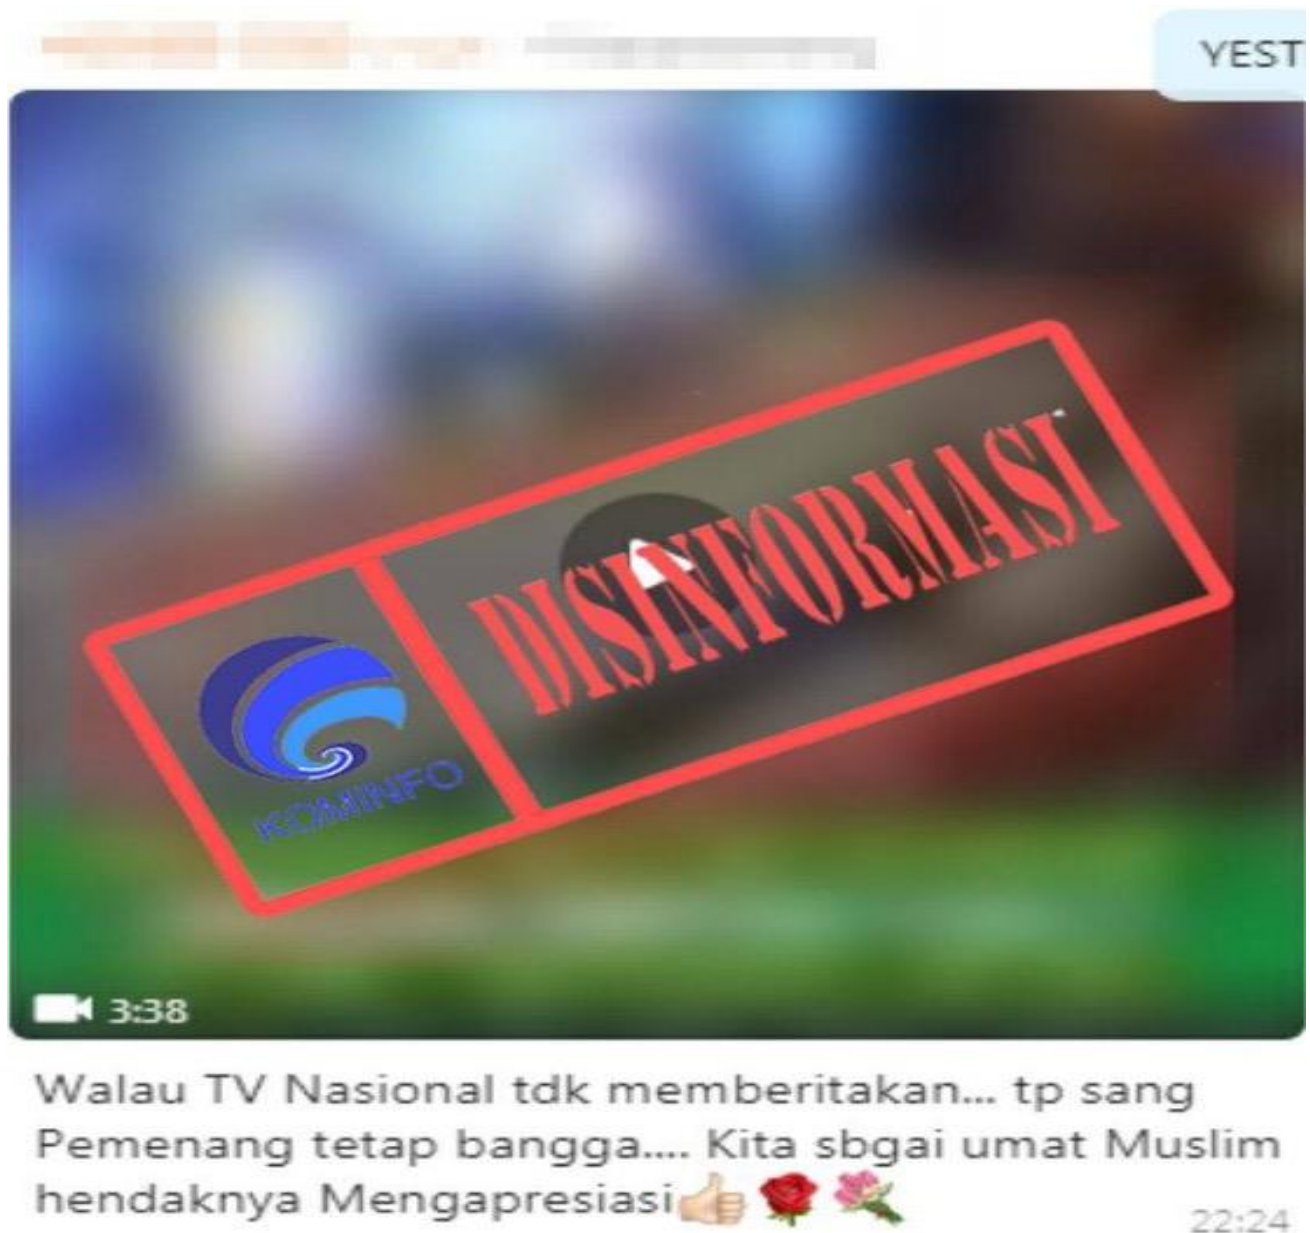 YEST
DISINFORMASI
KOMINFO
3:38
Walau TV Nasional tdk memberitakan... tp sang
Pemenang tetap bangga.... Kita sbgai umat Muslim
hendaknya Mengapresiasi👍🏻🌹💐
22:24